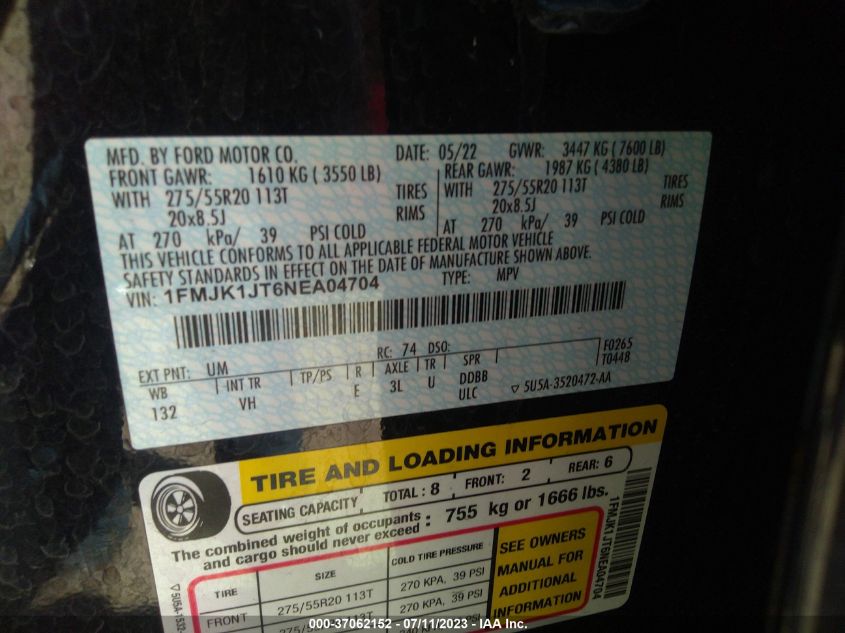 MFD. BY FORD MOTOR CO. DATE: 05/22 GVWR: 3447 KG ( 7600 LB)
FRONT GAWR: 1610 KG ( 3550 LB) REAR GAWR: 1987 KG ( 4380 LB)
WITH 275/55R20 113T TIRES WITH 275/55R20 113T TIRES
20x8.5J RIMS 20x8.5J RIMS
AT 270 kPa/ 39 PSI COLD AT 270 kPa/ 39 PSI COLD
THIS VEHICLE CONFORMS TO ALL APPLICABLE FEDERAL MOTOR VEHICLE
SAFETY STANDARDS IN EFFECT ON THE DATE OF MANUFACTURE SHOWN ABOVE.
VIN: 1FMJK1JT6NEA04704 TYPE: MPV
F0265
T0448
EXT PNT: UM RC: 74 DSO:
WB INT TR TP/PS R AXLE TR SPR
132 VH E 3L U DDBB
ULC ▽ 5U5A-3520472-AA
TIRE AND LOADING INFORMATION
SEATING CAPACITY TOTAL: 8 FRONT: 2 REAR: 6
The combined weight of occupants and cargo should never exceed : 755 kg or 1666 lbs.
TIRE SIZE COLD TIRE PRESSURE
FRONT 275/55R20 113T 270 KPA, 39 PSI
270 KPA, 39 PSI
SEE OWNERS
MANUAL FOR
ADDITIONAL
INFORMATION
1FMJK1JT6NEA04704
000-37062152 - 07/11/2023 - IAA Inc.